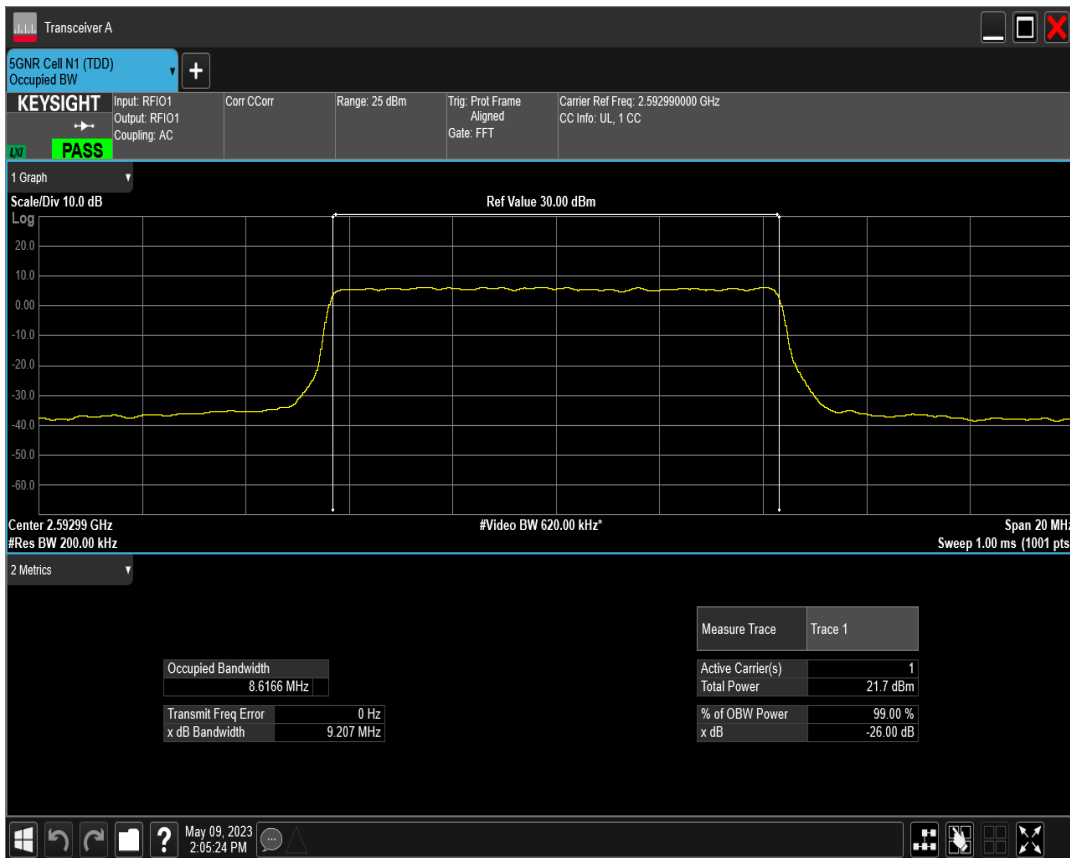 Transceiver A
5GNR Cell N1 (TDD)
Occupied BW
KEYSIGHT
LXI
PASS
Input: RFIO1
Output: RFIO1
Coupling: AC
Corr CCorr
Range: 25 dBm
Trig: Prot Frame
Aligned
Gate: FFT
Carrier Ref Freq: 2.592990000 GHz
CC Info: UL, 1 CC
1 Graph
Scale/Div 10.0 dB
Ref Value 30.00 dBm
Log
20.0
10.0
0.00
-10.0
-20.0
-30.0
-40.0
-50.0
-60.0
Center 2.59299 GHz
#Video BW 620.00 kHz*
Span 20 MHz
#Res BW 200.00 kHz
Sweep 1.00 ms (1001 pts
2 Metrics
Measure Trace Trace 1
Occupied Bandwidth
8.6166 MHz
Active Carrier(s) 1
Total Power 21.7 dBm
Transmit Freq Error 0 Hz
x dB Bandwidth 9.207 MHz
% of OBW Power 99.00 %
x dB -26.00 dB
?
May 09, 2023
2:05:24 PM